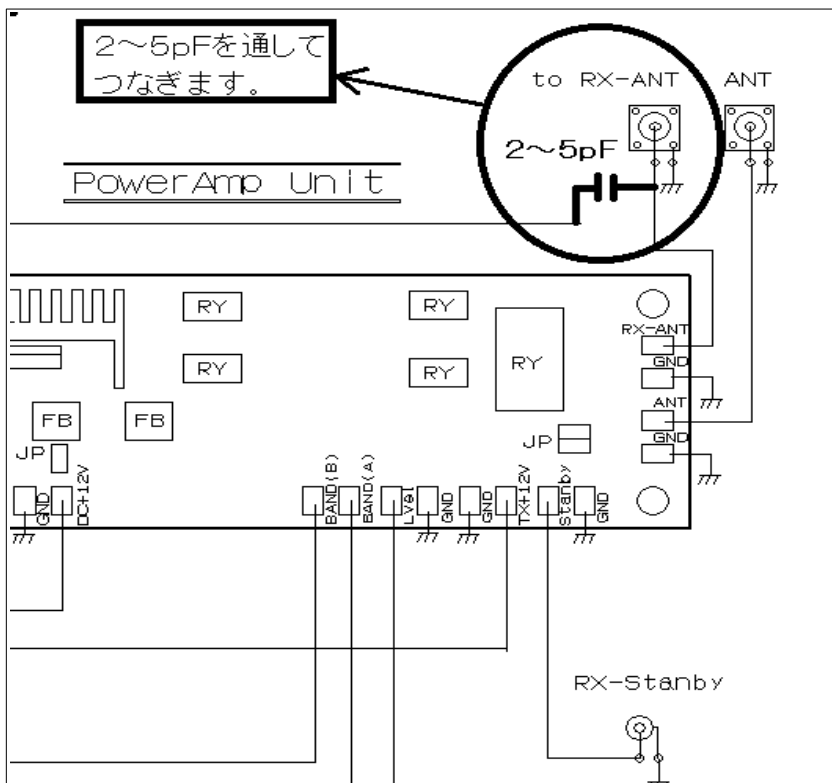 2～5pFを通して
つなぎます。
to RX-ANT
ANT
2～5pF
PowerAmp Unit
RY
RY
RX-ANT
GND
RY
RY
RY
ANT
FB
FB
GND
JP
JP
GND
DC+12V
BAND(B)
BAND(A)
LVel
GND
GND
TX+12V
Stanby
GND
RX-Stanby